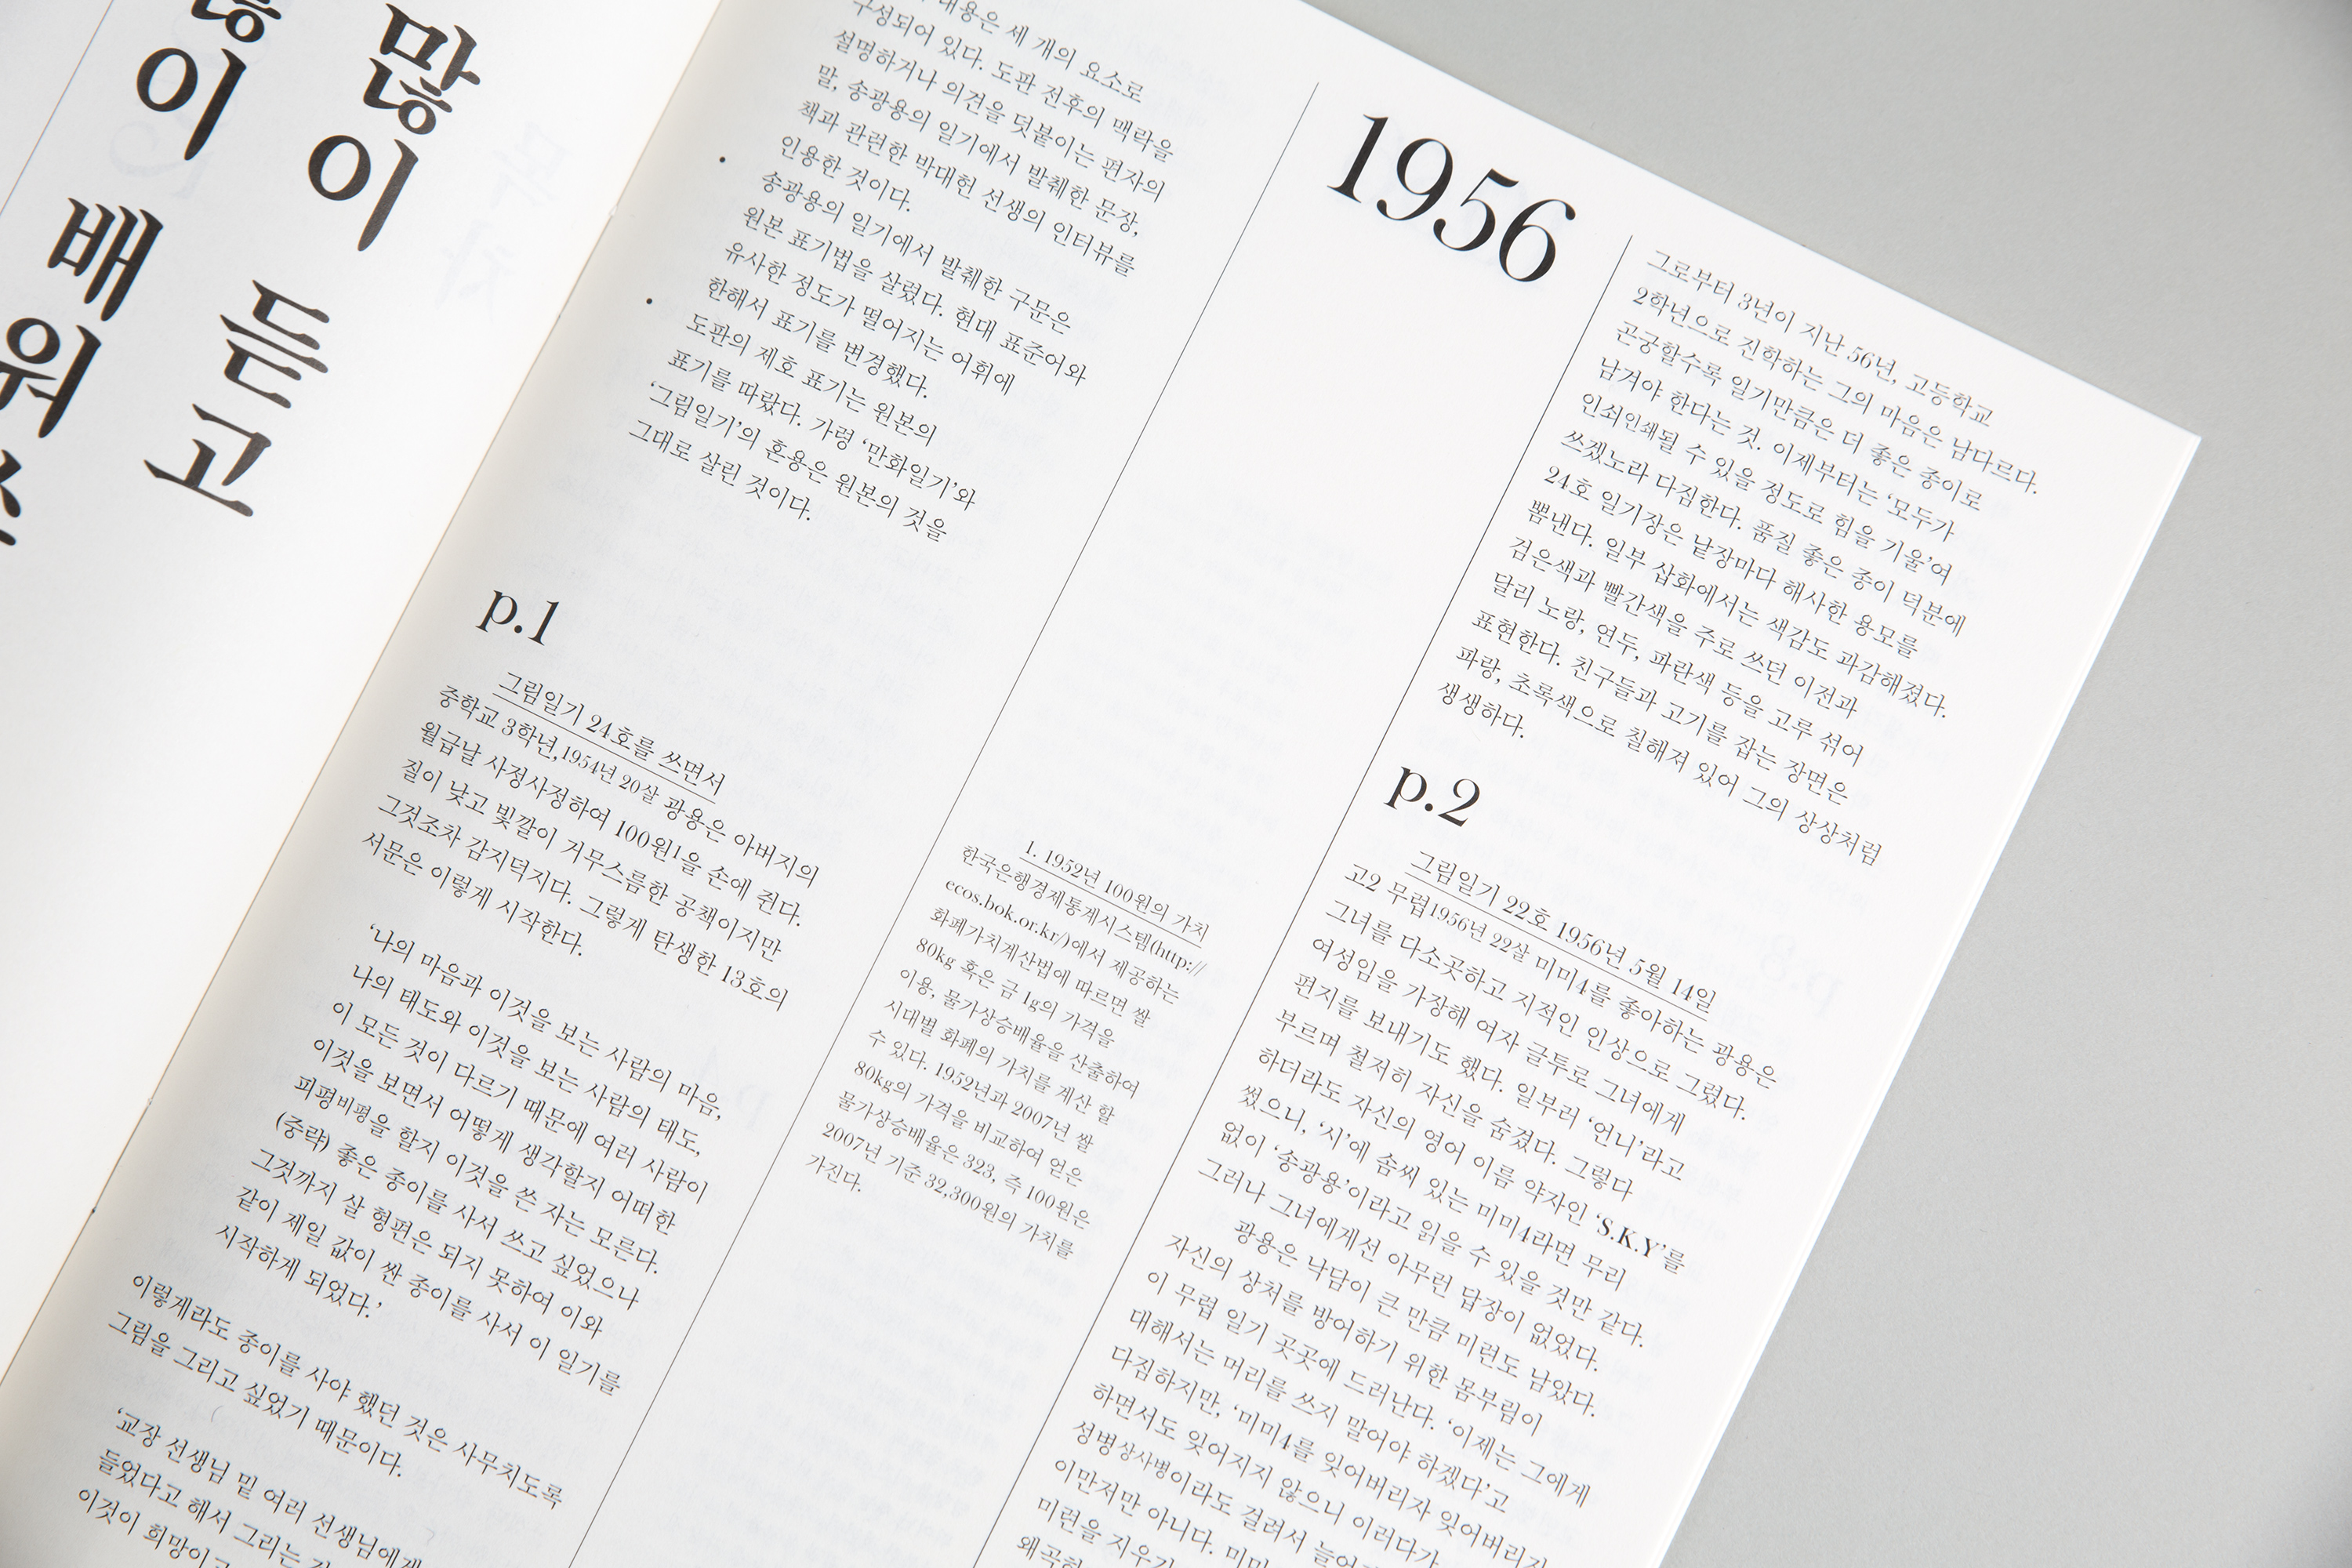 많이
많이 듣고
배워
내용은 세 개의 요소로
구성되어 있다. 도판 전후의 맥락을
설명하거나 의견을 덧붙이는 편자의
말, 송광용의 일기에서 발췌한 문장,
책과 관련한 박대헌 선생의 인터뷰를
인용한 것이다.
• 송광용의 일기에서 발췌한 구문은
원본 표기법을 살렸다. 현대 표준어와
유사한 정도가 떨어지는 어휘에
한해서 표기를 변경했다.
• 도판의 제호 표기는 원본의
표기를 따랐다. 가령 ‘만화일기’와
‘그림일기’의 혼용은 원본의 것을
그대로 살린 것이다.
p.1
그림일기 24호를 쓰면서
중학교 3학년,1954년 20살 광용은 아버지의
월급날 사정사정하여 100원1을 손에 쥔다.
질이 낮고 빛깔이 거무스름한 공책이지만
그것조차 감지덕지다. 그렇게 탄생한 13호의
서문은 이렇게 시작한다.
‘나의 마음과 이것을 보는 사람의 마음,
나의 태도와 이것을 보는 사람의 태도,
이 모든 것이 다르기 때문에 여러 사람이
이것을 보면서 어떻게 생각할지 어떠한
피평비평을 할지 이것을 쓴 자는 모른다.
(중략) 좋은 종이를 사서 쓰고 싶었으나
그것까지 살 형편은 되지 못하여 이와
같이 제일 값이 싼 종이를 사서 이 일기를
시작하게 되었다.’
이렇게라도 종이를 사야 했던 것은 사무치도록
그림을 그리고 싶었기 때문이다.
‘교장 선생님 밑 여러 선생님에게
들었다고 해서 그리는
이것이 희망이고
1. 1952년 100원의 가치
한국은행경제통계시스템(http://
ecos.bok.or.kr/)에서 제공하는
화폐가치계산법에 따르면 쌀
80kg 혹은 금 1g의 가격을
이용, 물가상승배율을 산출하여
시대별 화폐의 가치를 계산 할
수 있다. 1952년과 2007년 쌀
80kg의 가격을 비교하여 얻은
물가상승배율은 323, 즉 100원은
2007년 기준 32,300원의 가치를
가진다.
1956
그로부터 3년이 지난 56년, 고등학교
2학년으로 진학하는 그의 마음은 남다르다.
곤궁할수록 일기만큼은 더 좋은 종이로
남겨야 한다는 것. 이제부터는 ‘모두가
인쇄인쇄될 수 있을 정도로 힘을 기울’여
쓰겠노라 다짐한다. 품질 좋은 종이 덕분에
24호 일기장은 낱장마다 해사한 용모를
뽐낸다. 일부 삽화에서는 색감도 과감해졌다.
검은색과 빨간색을 주로 쓰던 이전과
달리 노랑, 연두, 파란색 등을 고루 섞어
표현한다. 친구들과 고기를 잡는 장면은
파랑, 초록색으로 칠해져 있어 그의 상상처럼
생생하다.
p.2
그림일기 22호 1956년 5월 14일
고2 무렵1956년 22살 미미4를 좋아하는 광용은
그녀를 다소곳하고 지적인 인상으로 그렸다.
여성임을 가장해 여자 글투로 그녀에게
편지를 보내기도 했다. 일부러 ‘언니’라고
부르며 철저히 자신을 숨겼다. 그렇다
하더라도 자신의 영어 이름 약자인 ‘S.K.Y’를
썼으니, ‘시’에 솜씨 있는 미미4라면 무리
없이 ‘송광용’이라고 읽을 수 있을 것만 같다.
그러나 그녀에게선 아무런 답장이 없었다.
광용은 낙담이 큰 만큼 미련도 남았다.
자신의 상처를 방어하기 위한 몸부림이
이 무렵 일기 곳곳에 드러난다. ‘이제는 그에게
대해서는 머리를 쓰지 말어야 하겠다’고
다짐하지만, ‘미미4를 잊어버리자 잊어버리자
하면서도 잊어지지 않으니 이러다가
성병상사병이라도 걸려서 늘어
이만저만 아니다.
미련을 지우